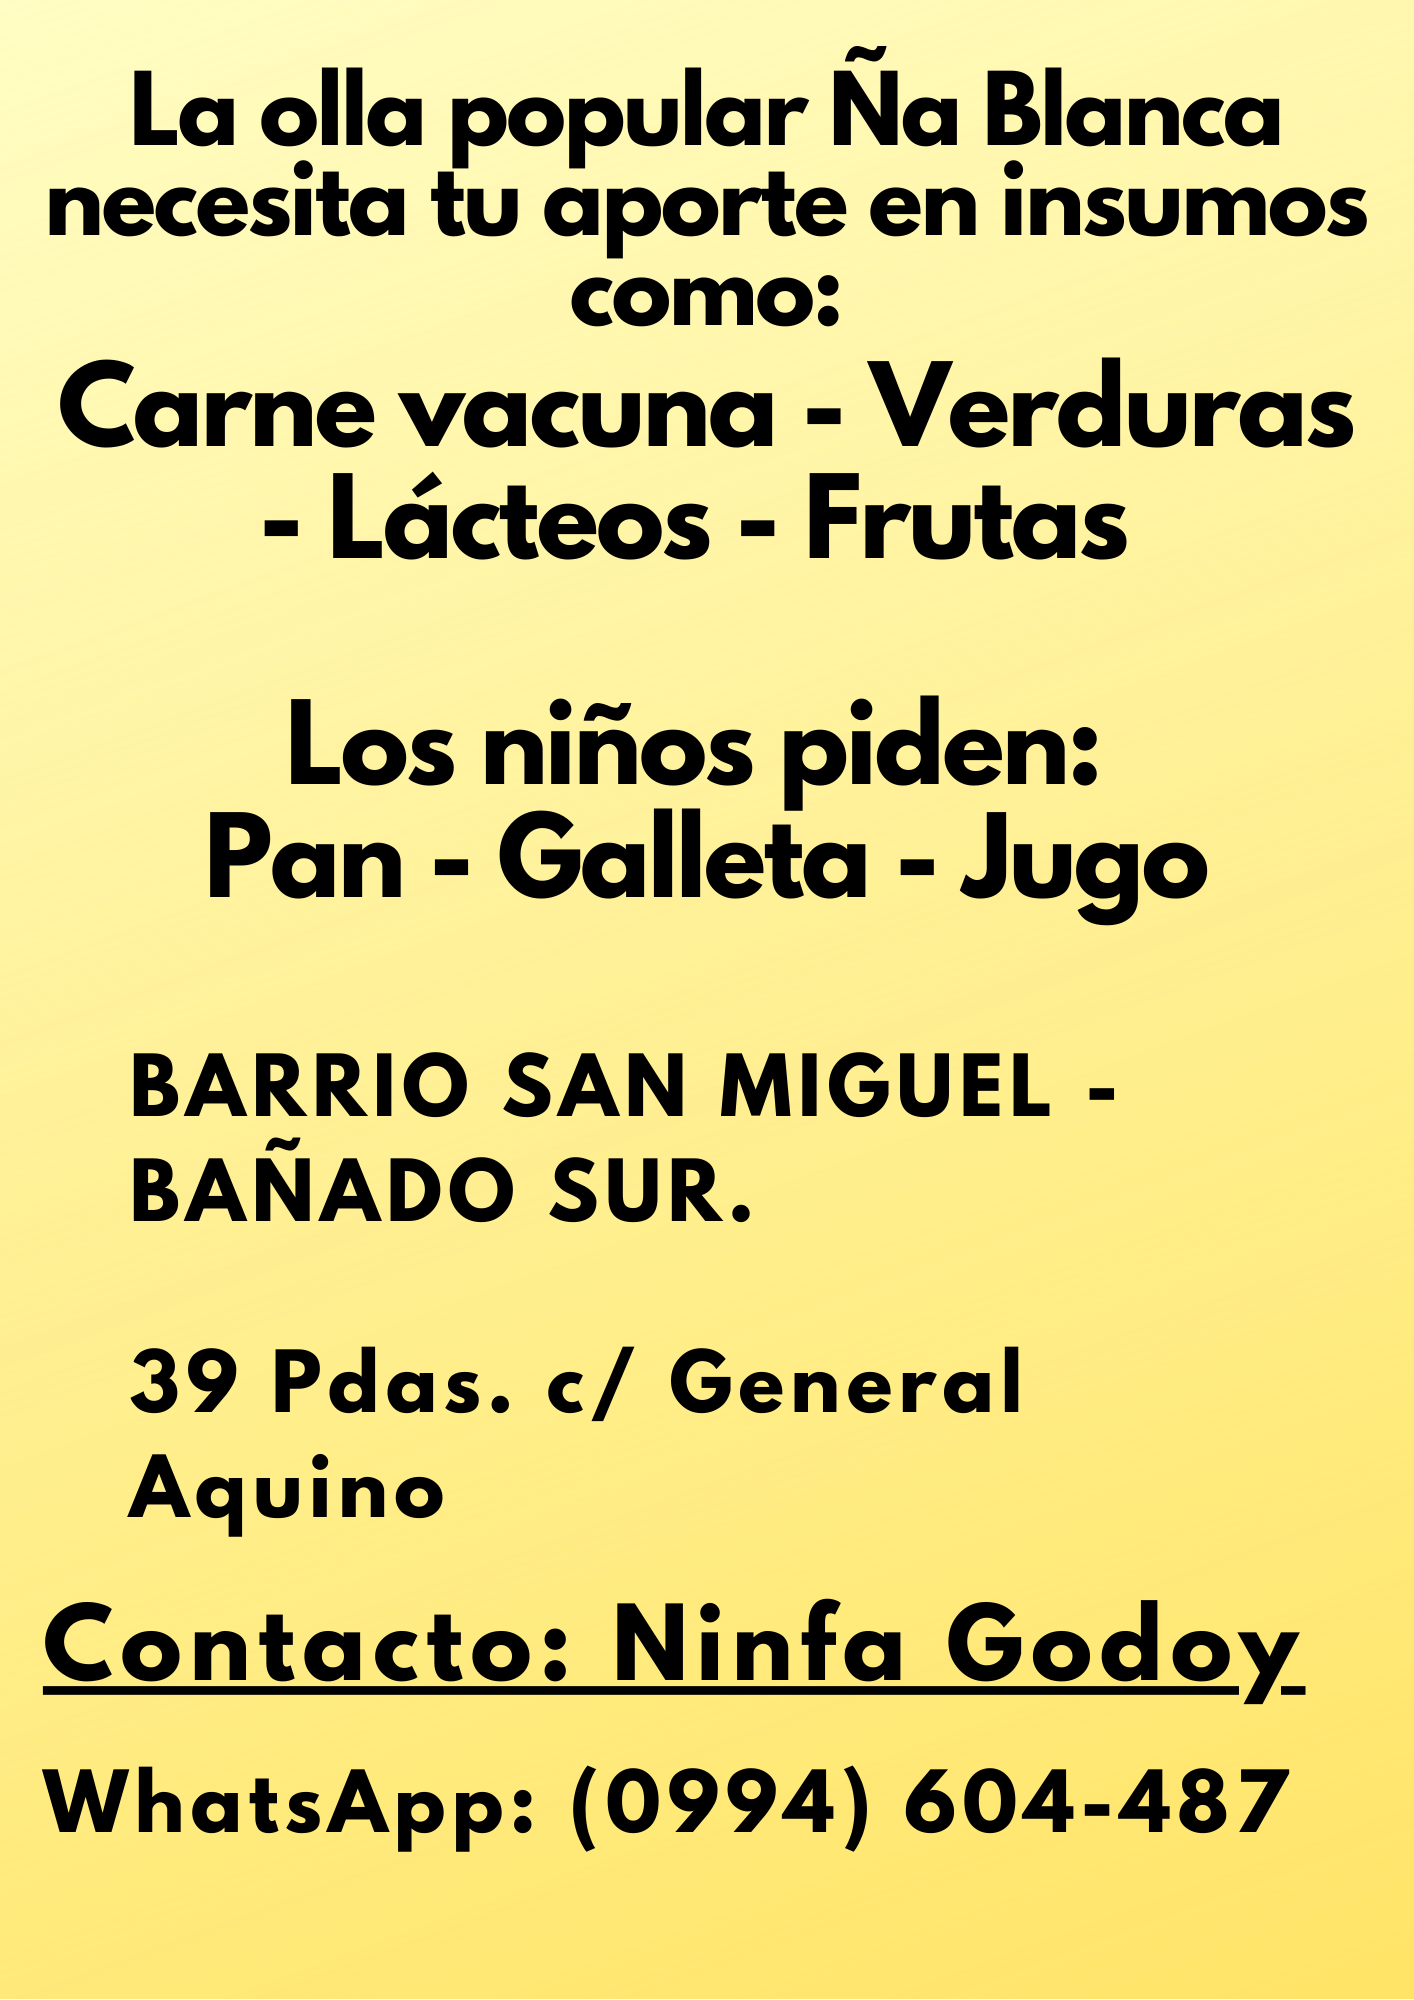 La olla popular Ña Blanca
necesita tu aporte en insumos
como:
Carne vacuna - Verduras
- Lácteos - Frutas
Los niños piden:
Pan - Galleta - Jugo
BARRIO SAN MIGUEL -
BAÑADO SUR.
39 Pdas. c/ General
Aquino
Contacto: Ninfa Godoy
WhatsApp: (0994) 604-487